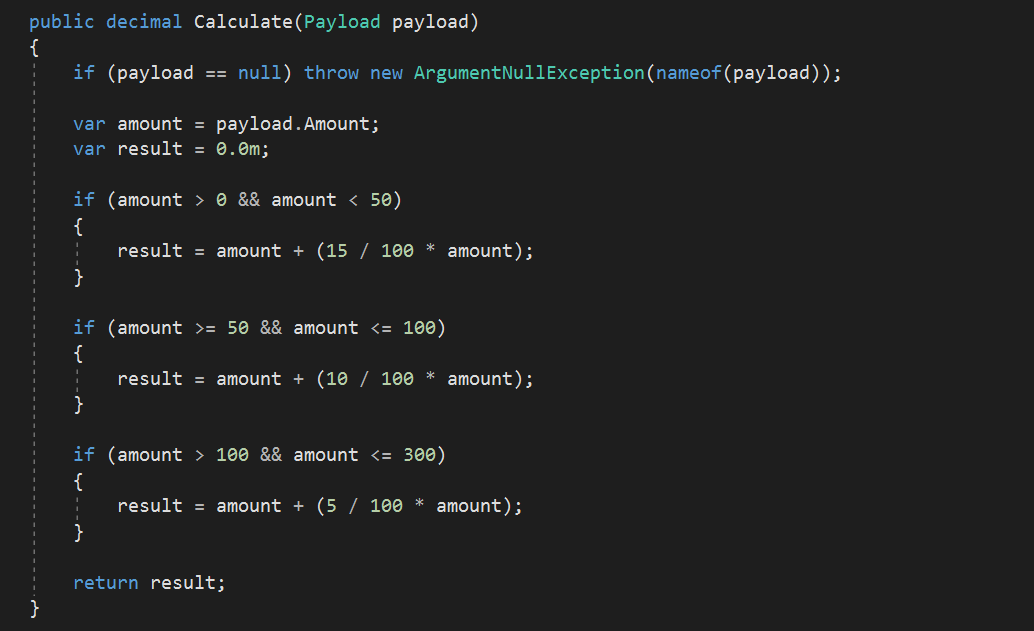 public decimal Calculate(Payload payload)
{
    if (payload == null) throw new ArgumentNullException(nameof(payload));

    var amount = payload.Amount;
    var result = 0.0m;

    if (amount > 0 && amount < 50)
    {
        result = amount + (15 / 100 * amount);
    }

    if (amount >= 50 && amount <= 100)
    {
        result = amount + (10 / 100 * amount);
    }

    if (amount > 100 && amount <= 300)
    {
        result = amount + (5 / 100 * amount);
    }

    return result;
}